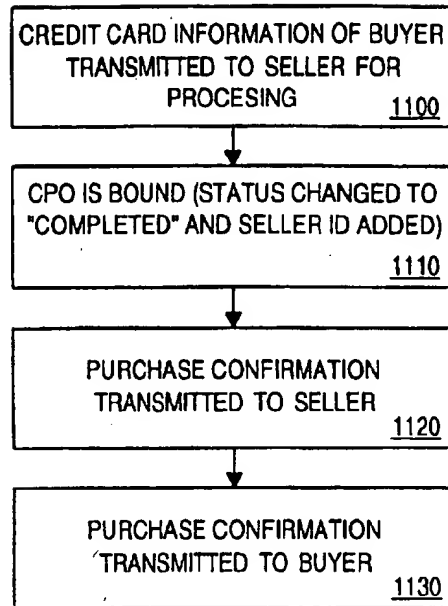 CREDIT CARD INFORMATION OF BUYER
TRANSMITTED TO SELLER FOR
PROCESING
1100
CPO IS BOUND (STATUS CHANGED TO
"COMPLETED" AND SELLER ID ADDED)
1110
PURCHASE CONFIRMATION
TRANSMITTED TO SELLER
1120
PURCHASE CONFIRMATION
TRANSMITTED TO BUYER
1130